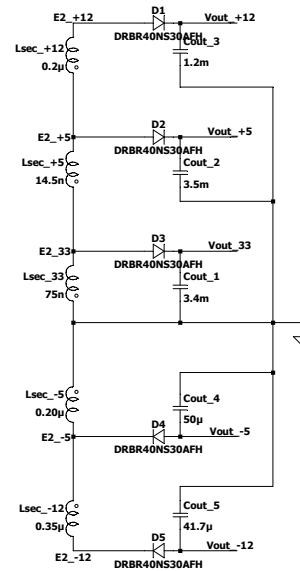 E2_+12
D1
Vout_+12
DRBR40NS30AFH
Cout_3
Lsec_+12
0.2µ
1.2m
E2_+5
D2
Vout_+5
DRBR40NS30AFH
Cout_2
Lsec_+5
14.5n
3.5m
E2_33
D3
Vout_33
DRBR40NS30AFH
Lsec_33
Cout_1
75n
3.4m
Lsec_-5
0.20µ
Cout_4
50µ
E2_-5
D4
Vout_-5
DRBR40NS30AFH
Lsec_-12
0.35µ
Cout_5
41.7µ
E2_-12
D5
Vout_-12
DRBR40NS30AFH